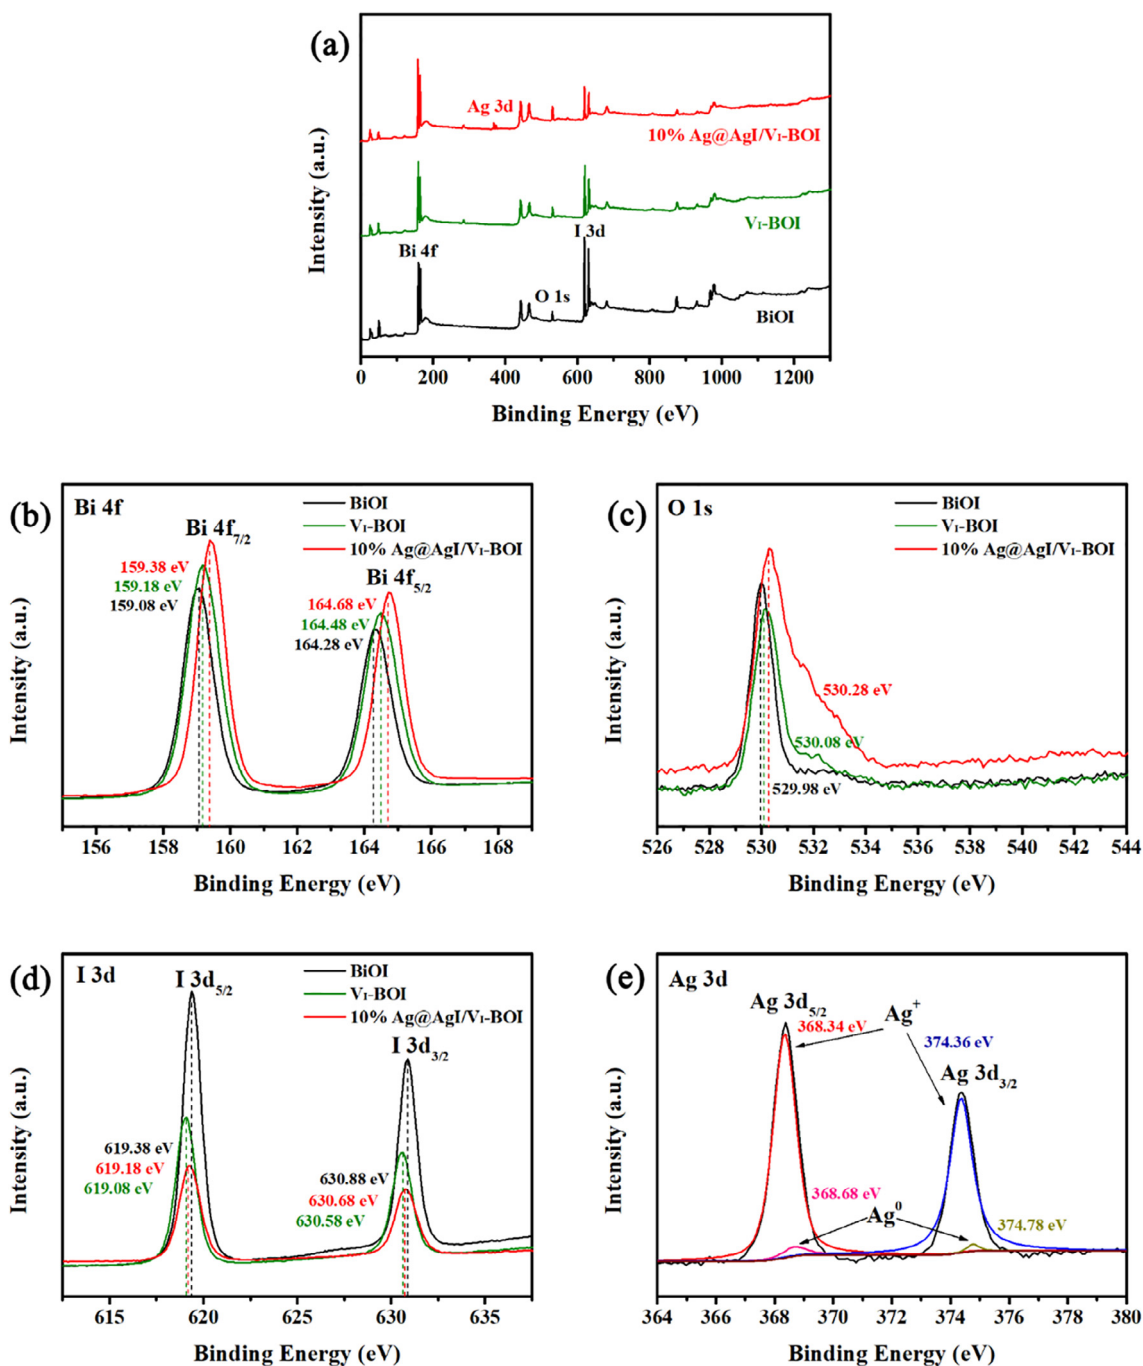 (a)
Intensity (a.u.)
Ag 3d
10% Ag@AgI/VI-BOI
VI-BOI
Bi 4f
I 3d
O 1s
BiOI
0 200 400 600 800 1000 1200
Binding Energy (eV)
(b)
Bi 4f
BiOI
VI-BOI
10% Ag@AgI/VI-BOI
Bi 4f7/2
159.38 eV
159.18 eV
159.08 eV
Bi 4f5/2
164.68 eV
164.48 eV
164.28 eV
Intensity (a.u.)
156 158 160 162 164 166 168
Binding Energy (eV)
(c)
O 1s
BiOI
VI-BOI
10% Ag@AgI/VI-BOI
530.28 eV
530.08 eV
529.98 eV
Intensity (a.u.)
526 528 530 532 534 536 538 540 542 544
Binding Energy (eV)
(d)
I 3d
BiOI
VI-BOI
10% Ag@AgI/VI-BOI
I 3d5/2
I 3d3/2
619.38 eV
619.18 eV
619.08 eV
630.88 eV
630.68 eV
630.58 eV
Intensity (a.u.)
615 620 625 630 635
Binding Energy (eV)
(e)
Ag 3d
Ag 3d5/2
368.34 eV
Ag+
374.36 eV
Ag 3d3/2
368.68 eV
Ag0
374.78 eV
Intensity (a.u.)
364 366 368 370 372 374 376 378 380
Binding Energy (eV)